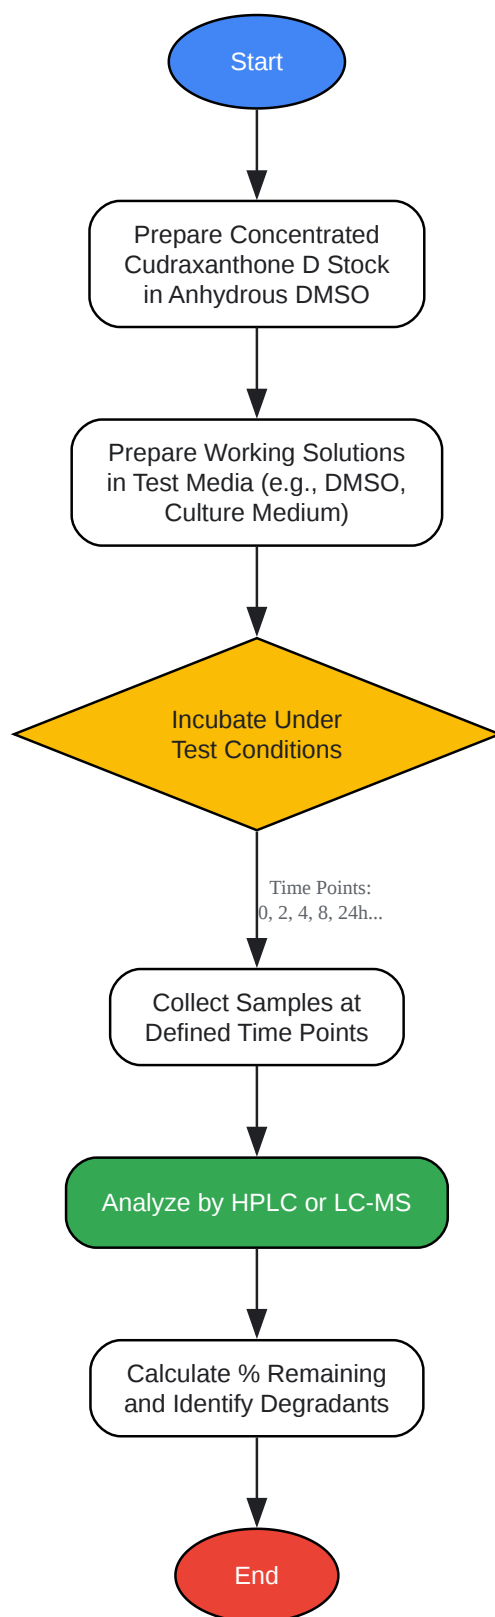 Start
Prepare Concentrated
Cudraxanthone D Stock
in Anhydrous DMSO
Prepare Working Solutions
in Test Media (e.g., DMSO,
Culture Medium)
Incubate Under
Test Conditions
Time Points:
0, 2, 4, 8, 24h...
Collect Samples at
Defined Time Points
Analyze by HPLC or LC-MS
Calculate % Remaining
and Identify Degradants
End